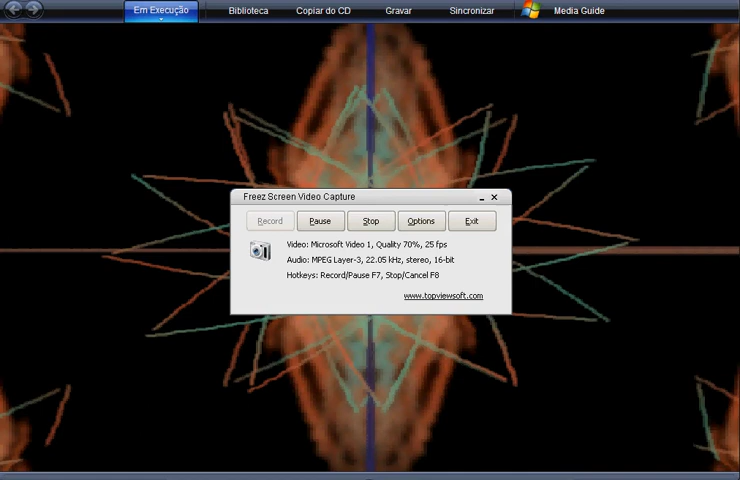 Em Execução Biblioteca Copiar do CD Gravar Sincronizar Media Guide
Freez Screen Video Capture
Record Pause Stop Options Exit
Video: Microsoft Video 1, Quality 70%, 25 fps
Audio: MPEG Layer-3, 22.05 kHz, stereo, 16-bit
Hotkeys: Record/Pause F7, Stop/Cancel F8
www.topviewsoft.com